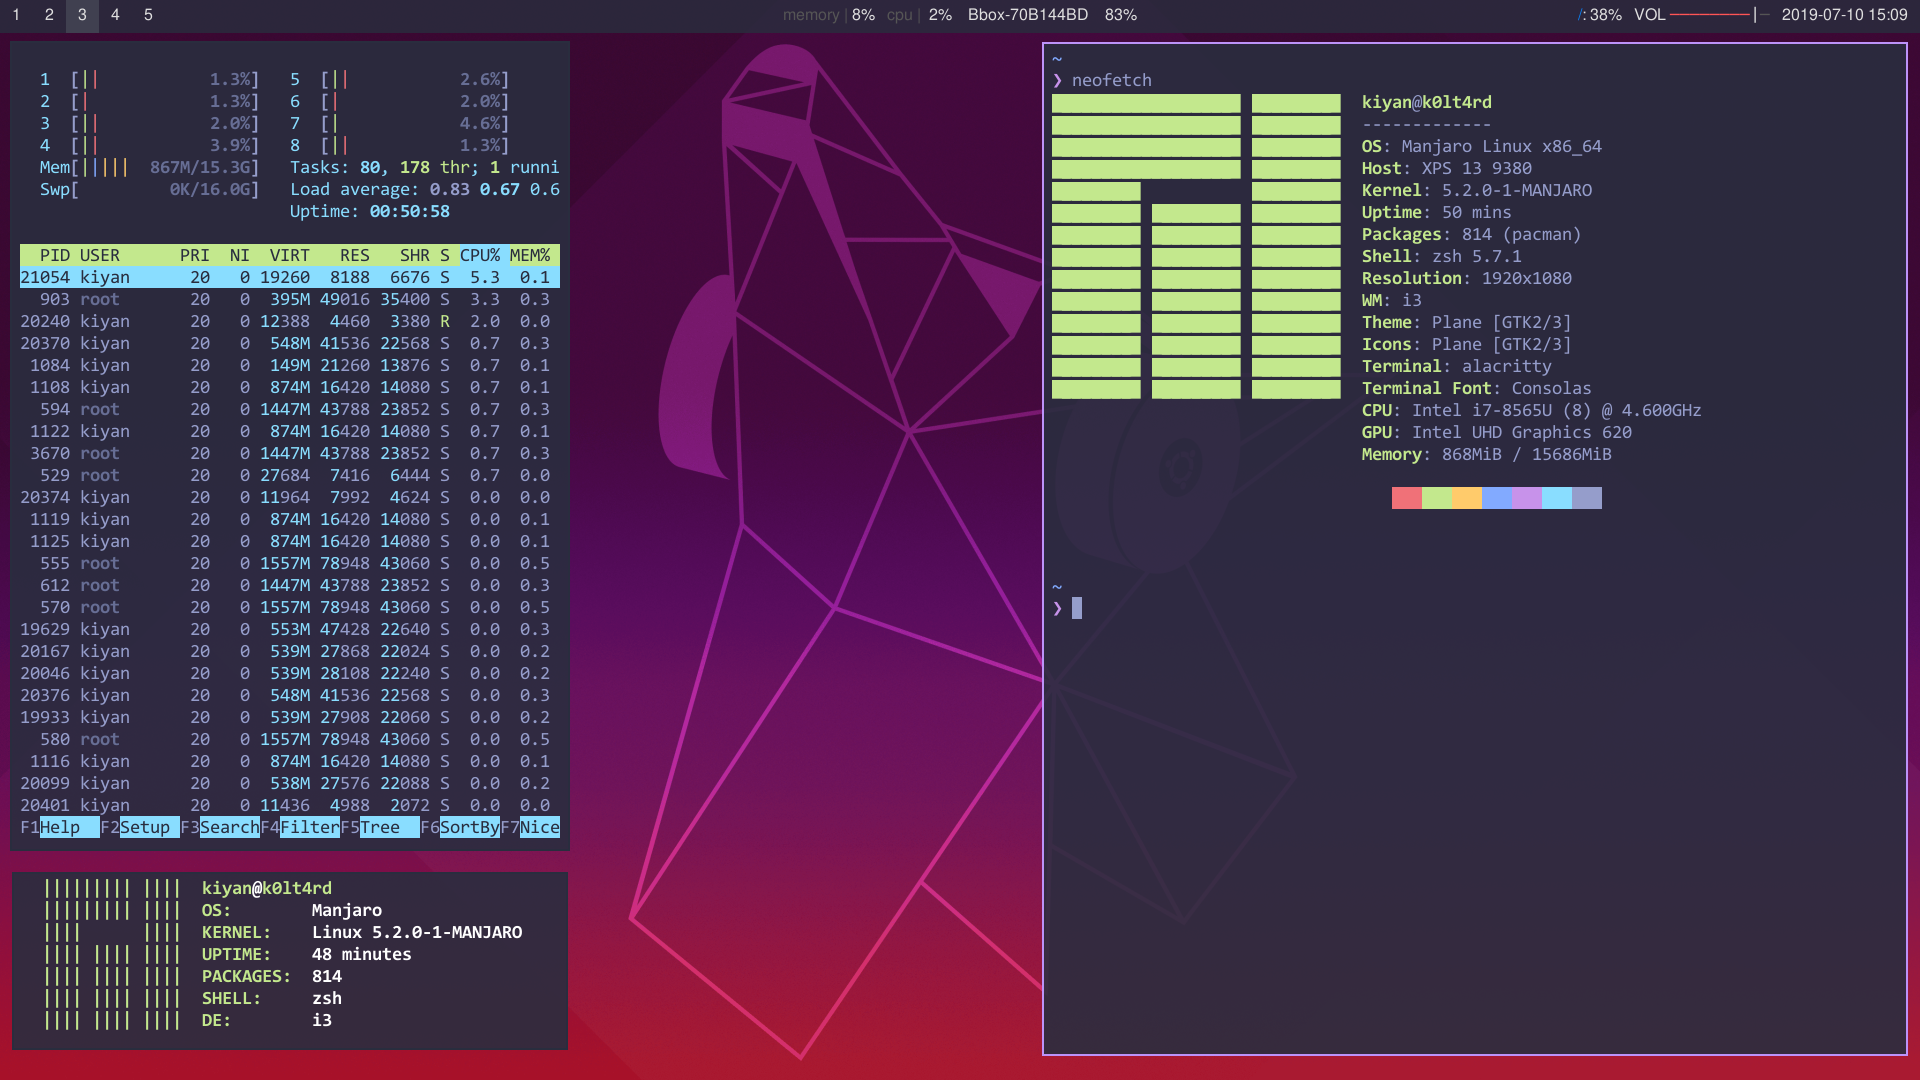 1 2 3 4 5 memory | 8% cpu | 2% Bbox-70B144BD 83% /: 38% VOL 2019-07-10 15:09
1 [|| 1.3%] 5 [|| 2.6%]
2 [| 1.3%] 6 [| 2.0%]
3 [|| 2.0%] 7 [| 4.6%]
4 [|| 3.9%] 8 [|| 1.3%]
Mem[||||| 867M/15.3G] Tasks: 80, 178 thr; 1 runni
Swp[ 0K/16.0G] Load average: 0.83 0.67 0.6
Uptime: 00:50:58
PID USER PRI NI VIRT RES SHR S CPU% MEM%
21054 kiyan 20 0 19260 8188 6676 S 5.3 0.1
903 root 20 0 395M 49016 35400 S 3.3 0.3
20240 kiyan 20 0 12388 4460 3380 R 2.0 0.0
20370 kiyan 20 0 548M 41536 22568 S 0.7 0.3
1084 kiyan 20 0 149M 21260 13876 S 0.7 0.1
1108 kiyan 20 0 874M 16420 14080 S 0.7 0.1
594 root 20 0 1447M 43788 23852 S 0.7 0.3
1122 kiyan 20 0 874M 16420 14080 S 0.7 0.1
3670 root 20 0 1447M 43788 23852 S 0.7 0.3
529 root 20 0 27684 7416 6444 S 0.7 0.0
20374 kiyan 20 0 11964 7992 4624 S 0.0 0.0
1119 kiyan 20 0 874M 16420 14080 S 0.0 0.1
1125 kiyan 20 0 874M 16420 14080 S 0.0 0.1
555 root 20 0 1557M 78948 43060 S 0.0 0.5
612 root 20 0 1447M 43788 23852 S 0.0 0.3
570 root 20 0 1557M 78948 43060 S 0.0 0.5
19629 kiyan 20 0 553M 47428 22640 S 0.0 0.3
20167 kiyan 20 0 539M 27868 22024 S 0.0 0.2
20046 kiyan 20 0 539M 28108 22240 S 0.0 0.2
20376 kiyan 20 0 548M 41536 22568 S 0.0 0.3
19933 kiyan 20 0 539M 27908 22060 S 0.0 0.2
580 root 20 0 1557M 78948 43060 S 0.0 0.5
1116 kiyan 20 0 874M 16420 14080 S 0.0 0.1
20099 kiyan 20 0 538M 27576 22088 S 0.0 0.2
20401 kiyan 20 0 11436 4988 2072 S 0.0 0.0
F1Help F2Setup F3SearchF4FilterF5Tree F6SortByF7Nice
kiyan@k0lt4rd
OS: Manjaro
KERNEL: Linux 5.2.0-1-MANJARO
UPTIME: 48 minutes
PACKAGES: 814
SHELL: zsh
DE: i3
~
❯ neofetch
kiyan@k0lt4rd
-------------
OS: Manjaro Linux x86_64
Host: XPS 13 9380
Kernel: 5.2.0-1-MANJARO
Uptime: 50 mins
Packages: 814 (pacman)
Shell: zsh 5.7.1
Resolution: 1920x1080
WM: i3
Theme: Plane [GTK2/3]
Icons: Plane [GTK2/3]
Terminal: alacritty
Terminal Font: Consolas
CPU: Intel i7-8565U (8) @ 4.600GHz
GPU: Intel UHD Graphics 620
Memory: 868MiB / 15686MiB
~
❯